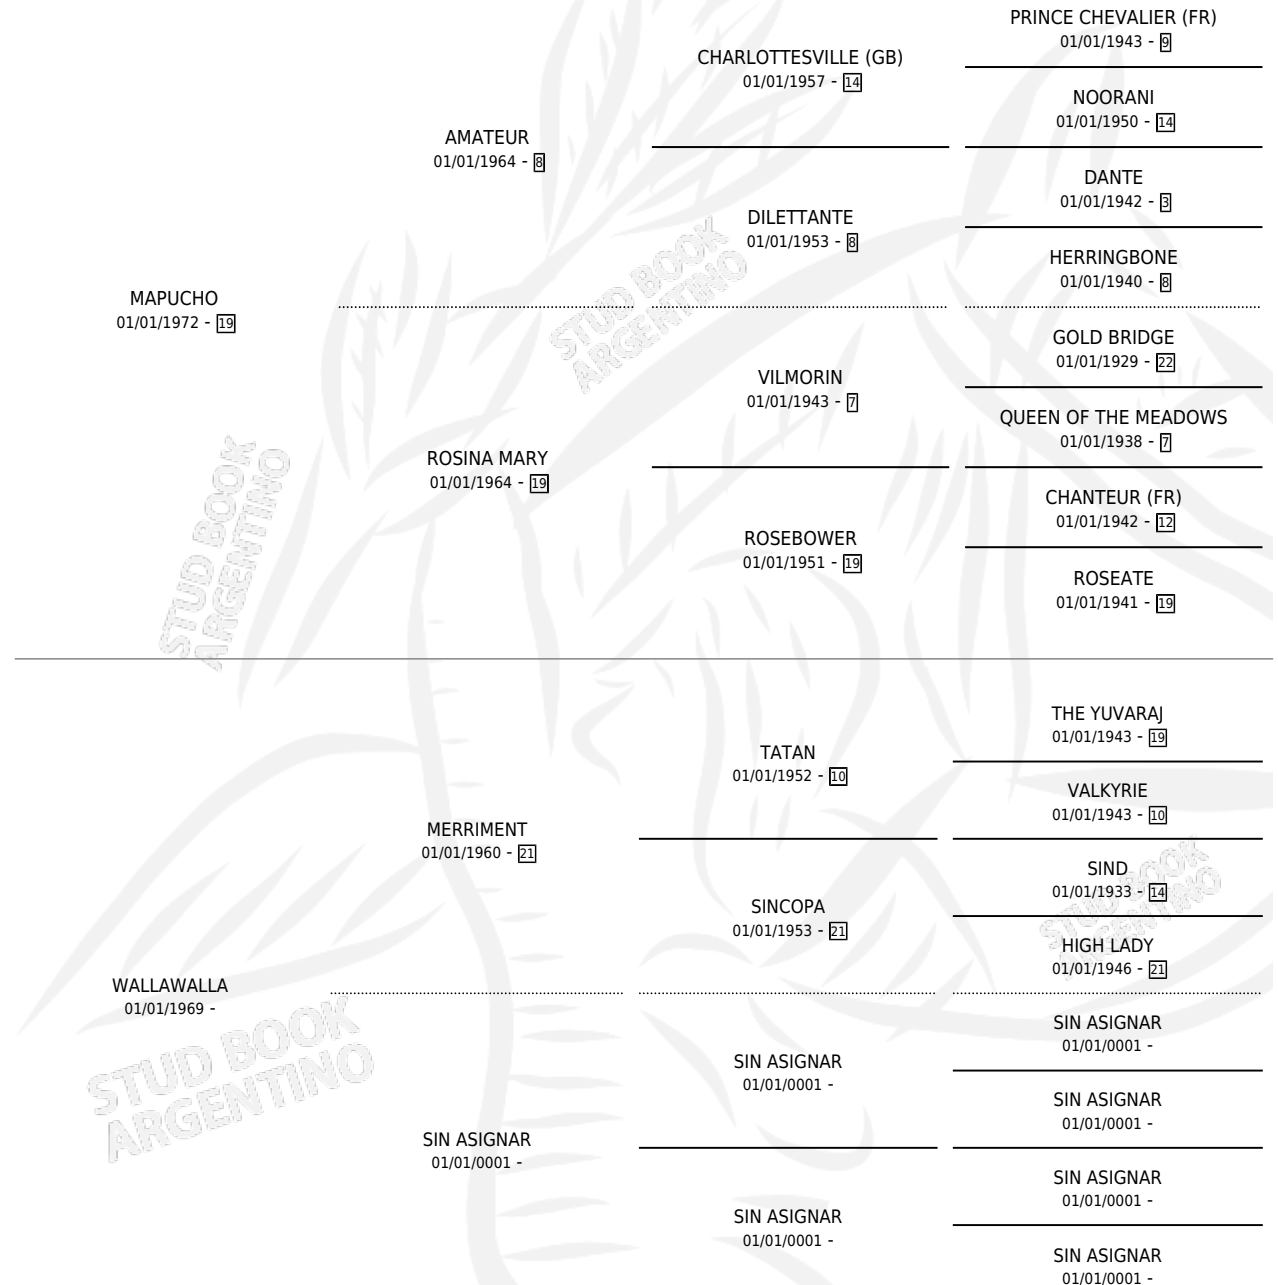 PRINCE CHEVALIER (FR)
01/01/1943 - 9
CHARLOTTESVILLE (GB)
01/01/1957 - 14
NOORANI
01/01/1950 - 14
AMATEUR
01/01/1964 - 8
DANTE
01/01/1942 - 3
DILETTANTE
01/01/1953 - 8
HERRINGBONE
01/01/1940 - 8
MAPUCHO
01/01/1972 - 19
GOLD BRIDGE
01/01/1929 - 22
VILMORIN
01/01/1943 - 7
QUEEN OF THE MEADOWS
01/01/1938 - 7
ROSINA MARY
01/01/1964 - 19
CHANTEUR (FR)
01/01/1942 - 12
ROSEBOWER
01/01/1951 - 19
ROSEATE
01/01/1941 - 19
THE YUVARAJ
01/01/1943 - 19
TATAN
01/01/1952 - 10
VALKYRIE
01/01/1943 - 10
MERRIMENT
01/01/1960 - 21
SIND
01/01/1933 - 14
SINCOPA
01/01/1953 - 21
HIGH LADY
01/01/1946 - 21
WALLAWALLA
01/01/1969 -
SIN ASIGNAR
01/01/0001 -
SIN ASIGNAR
01/01/0001 -
SIN ASIGNAR
01/01/0001 -
SIN ASIGNAR
01/01/0001 -
SIN ASIGNAR
01/01/0001 -
SIN ASIGNAR
01/01/0001 -
SIN ASIGNAR
01/01/0001 -
STUD BOOK
ARGENTINO
STUD BOOK
ARGENTINO
STUD BOOK
ARGENTINO
STUD BOOK
ARGENTINO